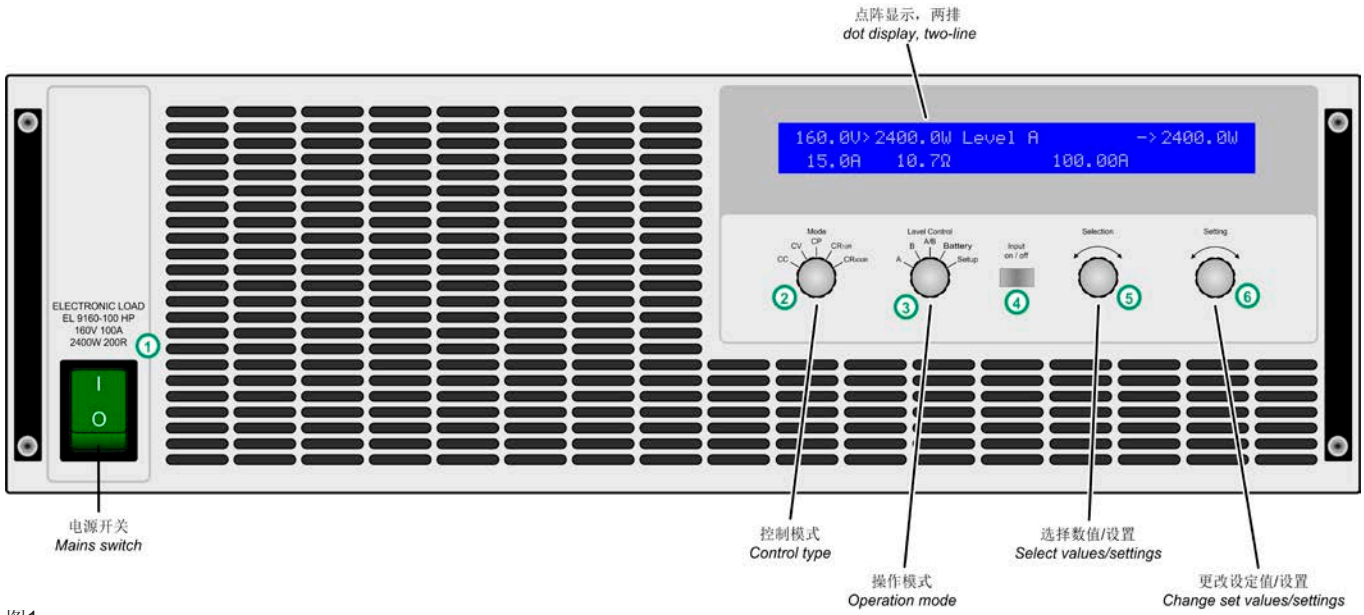 点阵显示，两排
dot display, two-line
160.0V>2400.0W Level A ->2400.0W
15.0A 10.7Ω 100.00A
Mode
CC CV CP CR1/2R CR200R
Level Control
A B A/B Battery Setup
Input
on / off
Selection
Setting
2
3
4
5
6
ELECTRONIC LOAD
EL 9160-100 HP
160V 100A
2400W 200R
1
I
O
电源开关
Mains switch
控制模式
Control type
操作模式
Operation mode
选择数值/设置
Select values/settings
更改设定值/设置
Change set values/settings